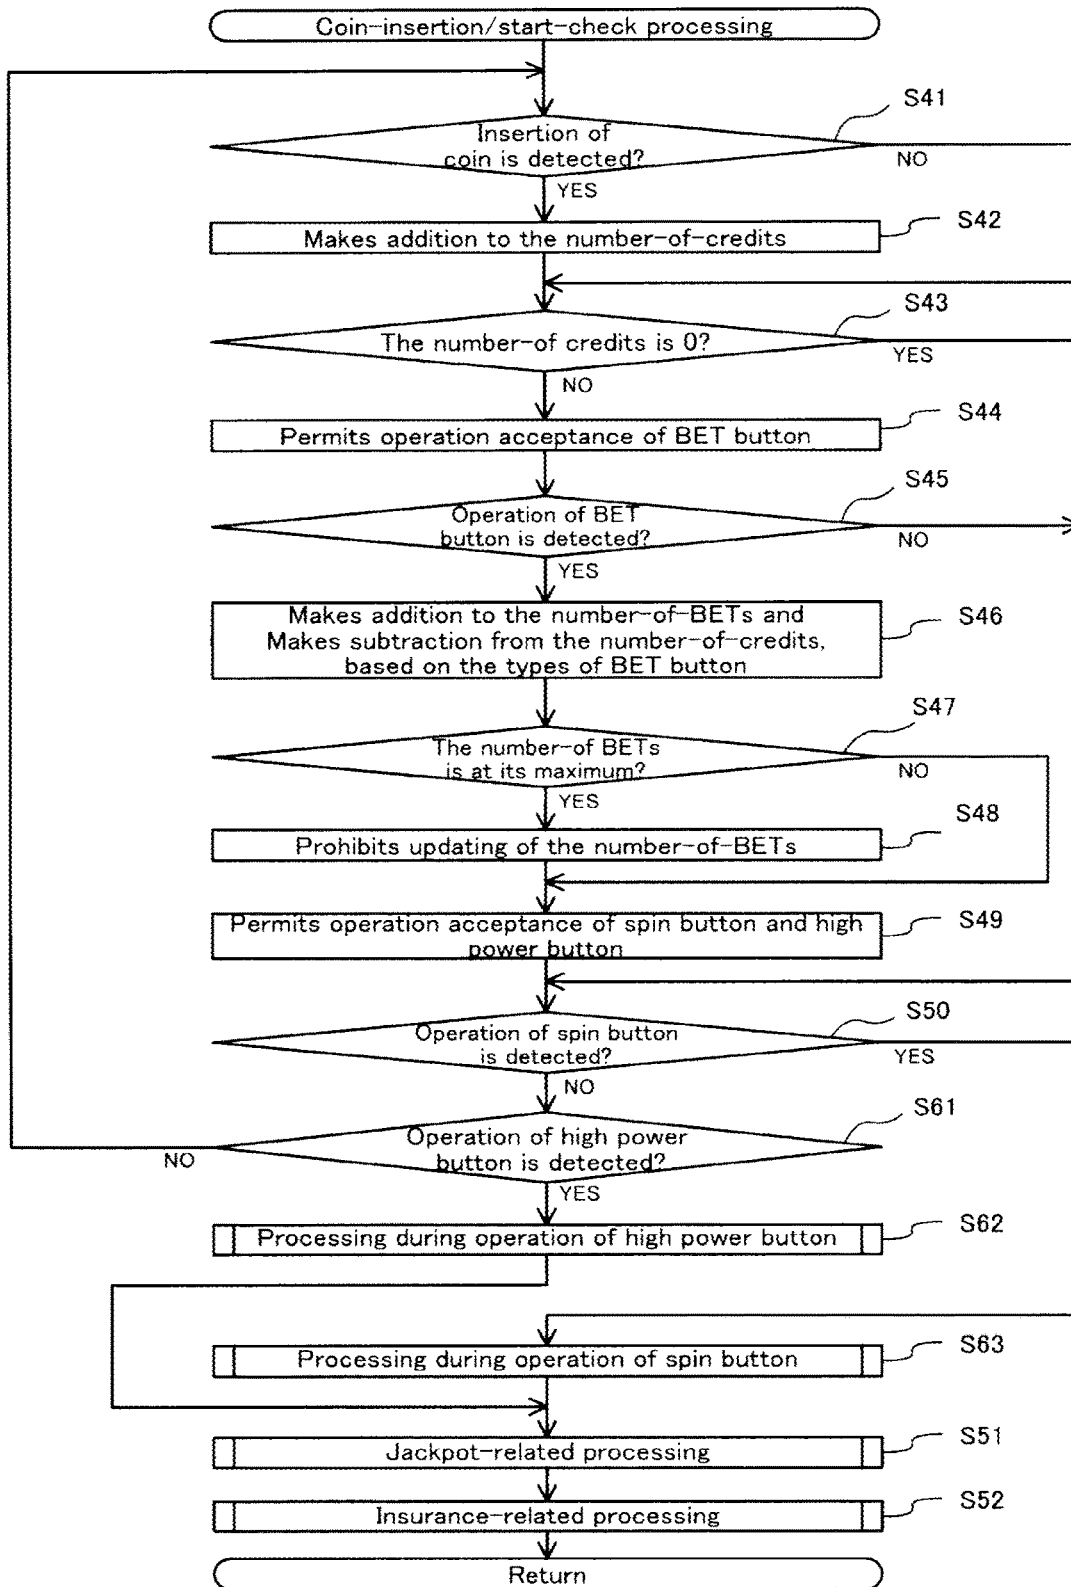 Coin-insertion/start-check processing
S41
Insertion of
coin is detected?
NO
YES
S42
Makes addition to the number-of-credits
S43
The number-of credits is 0?
YES
NO
S44
Permits operation acceptance of BET button
S45
Operation of BET
button is detected?
NO
YES
Makes addition to the number-of-BETs and
Makes subtraction from the number-of-credits,
based on the types of BET button
S46
S47
The number-of BETs
is at its maximum?
NO
YES
S48
Prohibits updating of the number-of-BETs
S49
Permits operation acceptance of spin button and high
power button
S50
Operation of spin button
is detected?
YES
NO
S61
Operation of high power
button is detected?
NO
YES
S62
Processing during operation of high power button
S63
Processing during operation of spin button
S51
Jackpot-related processing
S52
Insurance-related processing
Return